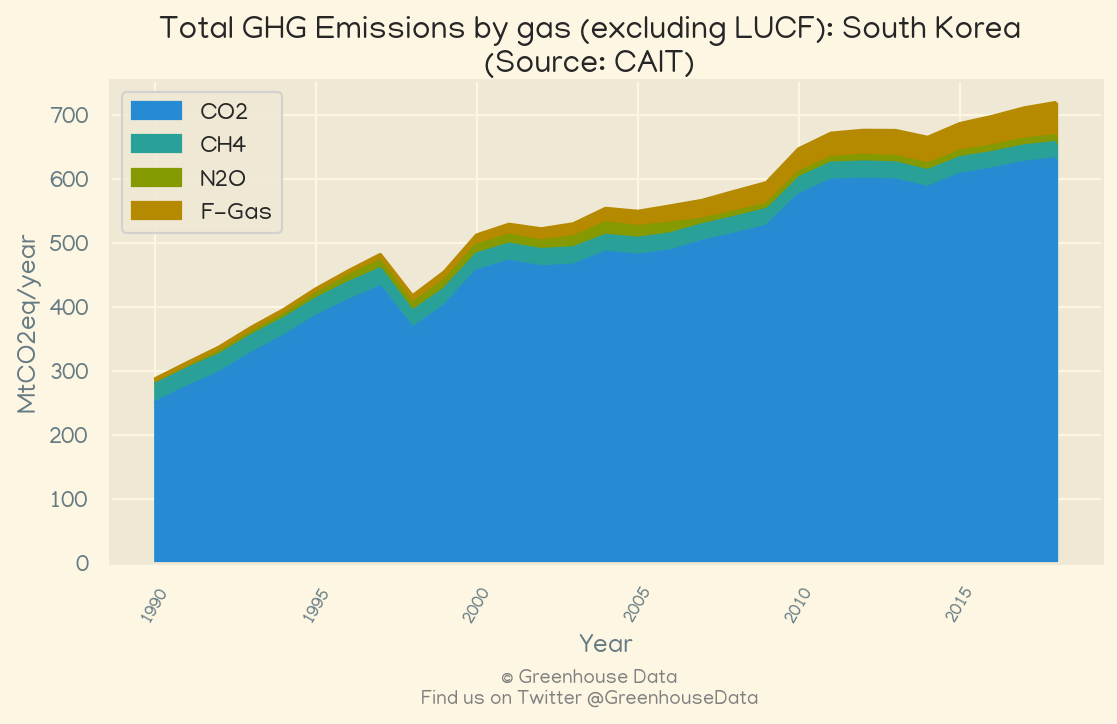 Total GHG Emissions by gas (excluding LUCF): South Korea
(Source: CAIT)
CO2
CH4
N2O
F-Gas
MtCO2eq/year
700
600
500
400
300
200
100
0
1990
1995
2000
2005
2010
2015
Year
© Greenhouse Data
Find us on Twitter @GreenhouseData